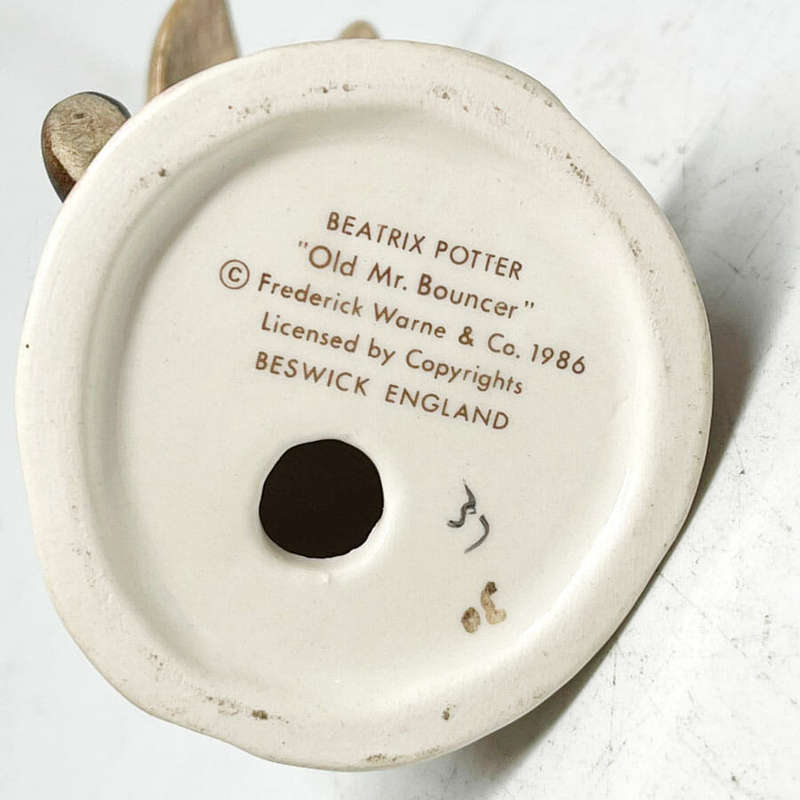 BEATRIX POTTER
"Old Mr. Bouncer"
© Frederick Warne & Co. 1986
Licensed by Copyrights
BESWICK ENGLAND